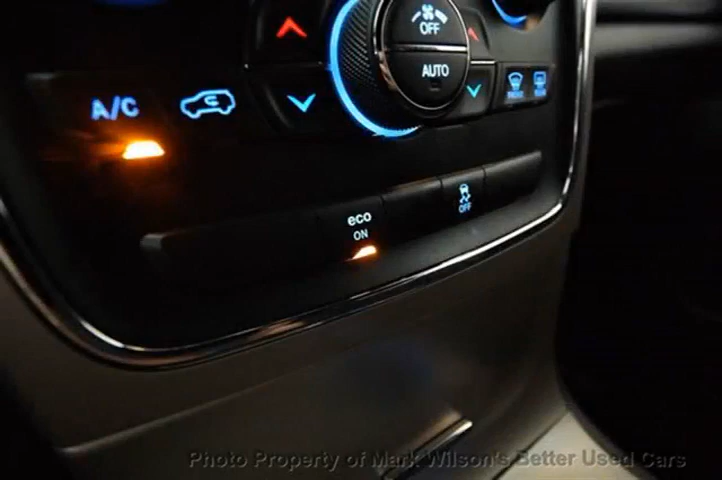 OFF
AUTO
A/C
eco
ON
OFF
Photo Property of Mark Wilson's Better Used Cars